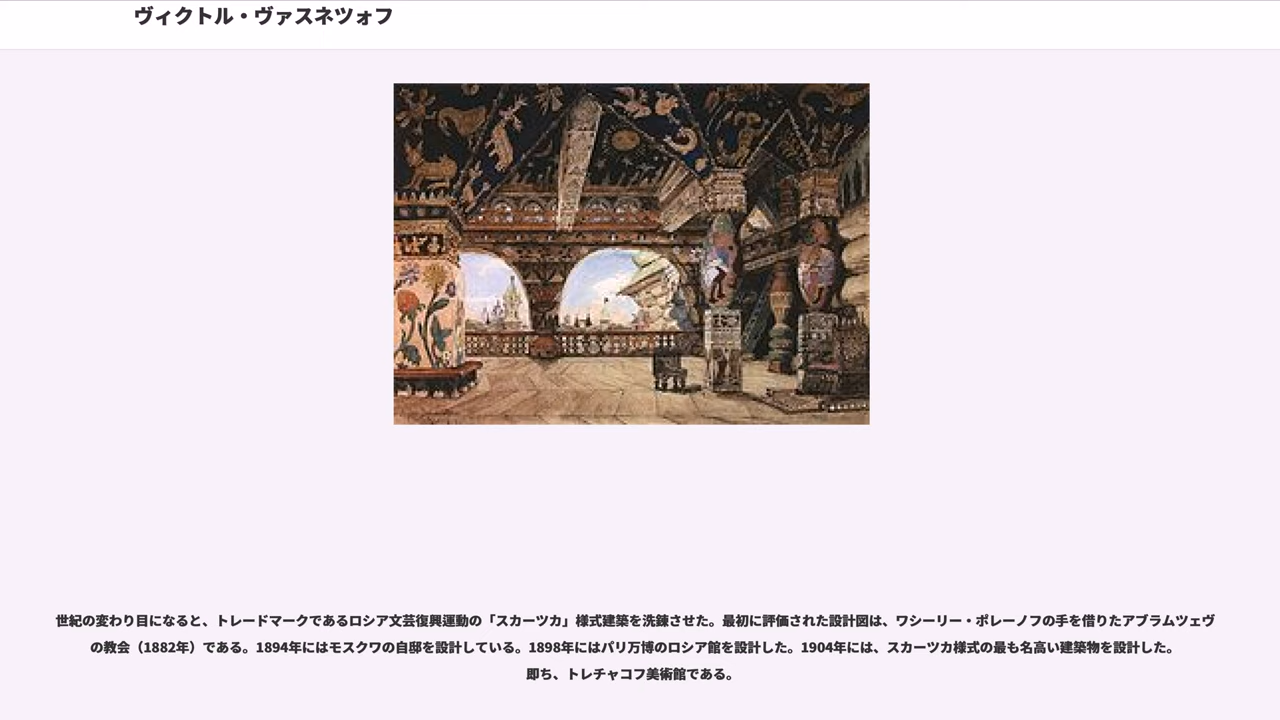 ヴィクトル・ヴァスネツォフ
世紀の変わり目になると、トレードマークであるロシア文芸復興運動の「スカーツカ」様式建築を洗錬させた。最初に評価された設計図は、ワシーリー・ポレーノフの手を借りたアブラムツェヴ
の教会（1882年）である。1894年にはモスクワの自邸を設計している。1898年にはパリ万博のロシア館を設計した。1904年には、スカーツカ様式の最も名高い建築物を設計した。
即ち、トレチャコフ美術館である。